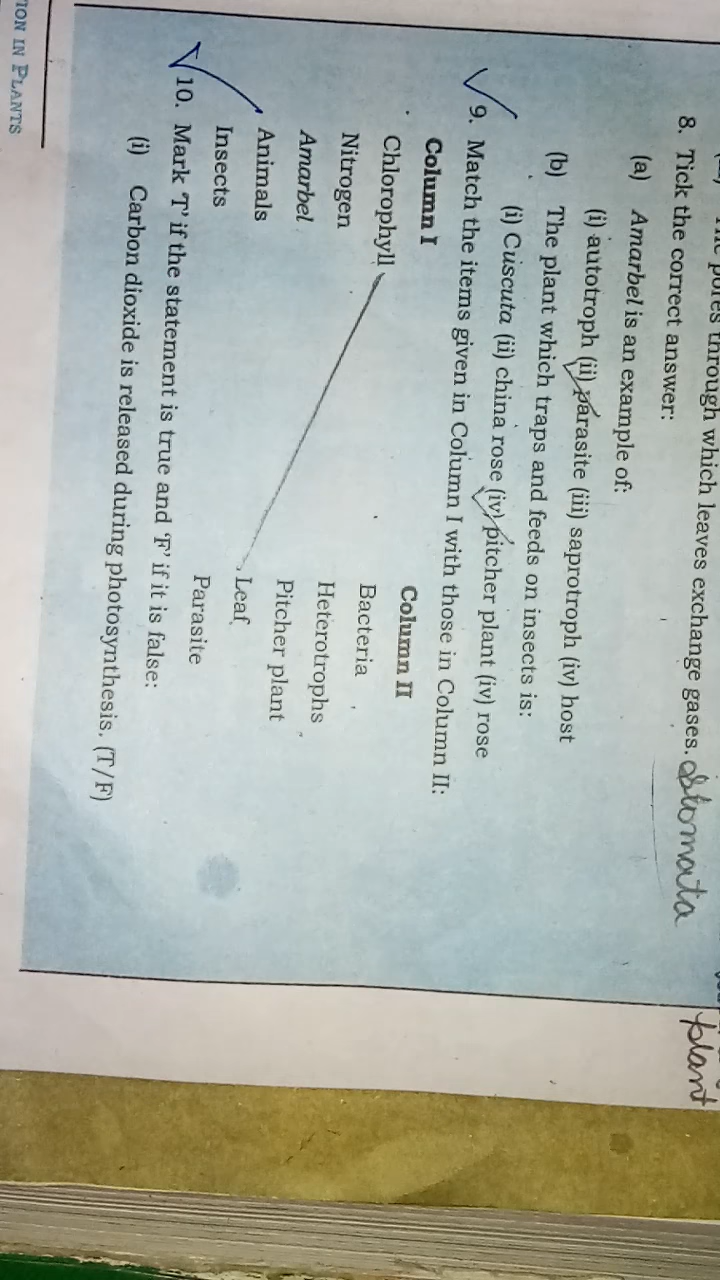 through which leaves exchange gases. Stomata
plant
8. Tick the correct answer:
(a) Amarbel is an example of:
(i) autotroph (ii) parasite (iii) saprotroph (iv) host
(b) The plant which traps and feeds on insects is:
(i) Cuscuta (ii) china rose (iv) pitcher plant (iv) rose
9. Match the items given in Column I with those in Column II:
Column I Column II
Chlorophyll Bacteria
Nitrogen Heterotrophs
Amarbel Pitcher plant
Animals Leaf
Insects Parasite
10. Mark 'T' if the statement is true and 'F' if it is false:
(i) Carbon dioxide is released during photosynthesis. (T/F)
IN PLANTS